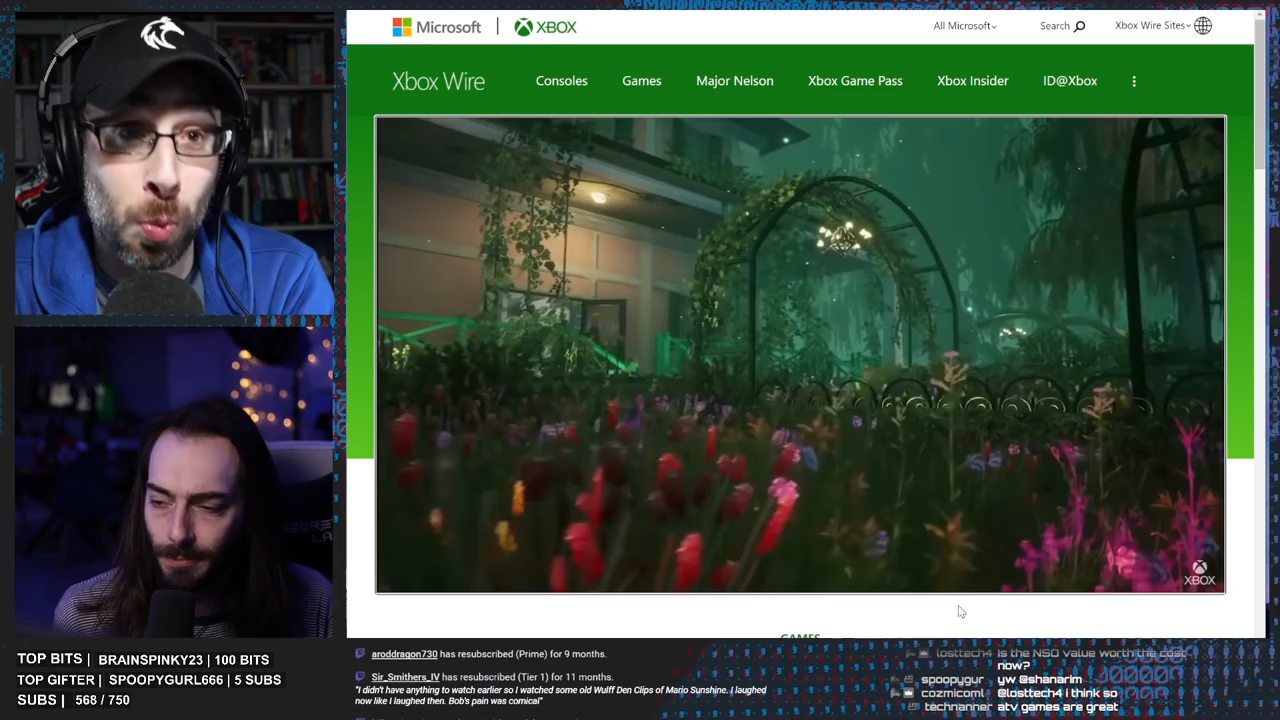 Microsoft | XBOX
All Microsoft
Search
Xbox Wire Sites
Xbox Wire
Consoles
Games
Major Nelson
Xbox Game Pass
Xbox Insider
ID@Xbox
XBOX
GAMES
TOP BITS | BRAINSPINKY23 | 100 BITS
TOP GIFTER | SPOOPYGURL666 | 5 SUBS
SUBS | 568 / 750
aroddragon730 has resubscribed (Prime) for 9 months.
Sir_Smithers_IV has resubscribed (Tier 1) for 11 months.
"I didn't have anything to watch earlier so I watched some old Wulff Den Clips of Mario Sunshine. I laughed
now like I laughed then. Bob's pain was comical"
losttech4 Is the NSO value worth the cost
now?
spoopygur yw @shanarim
cozmicoml @losttech4 i think so
technanner atv games are great